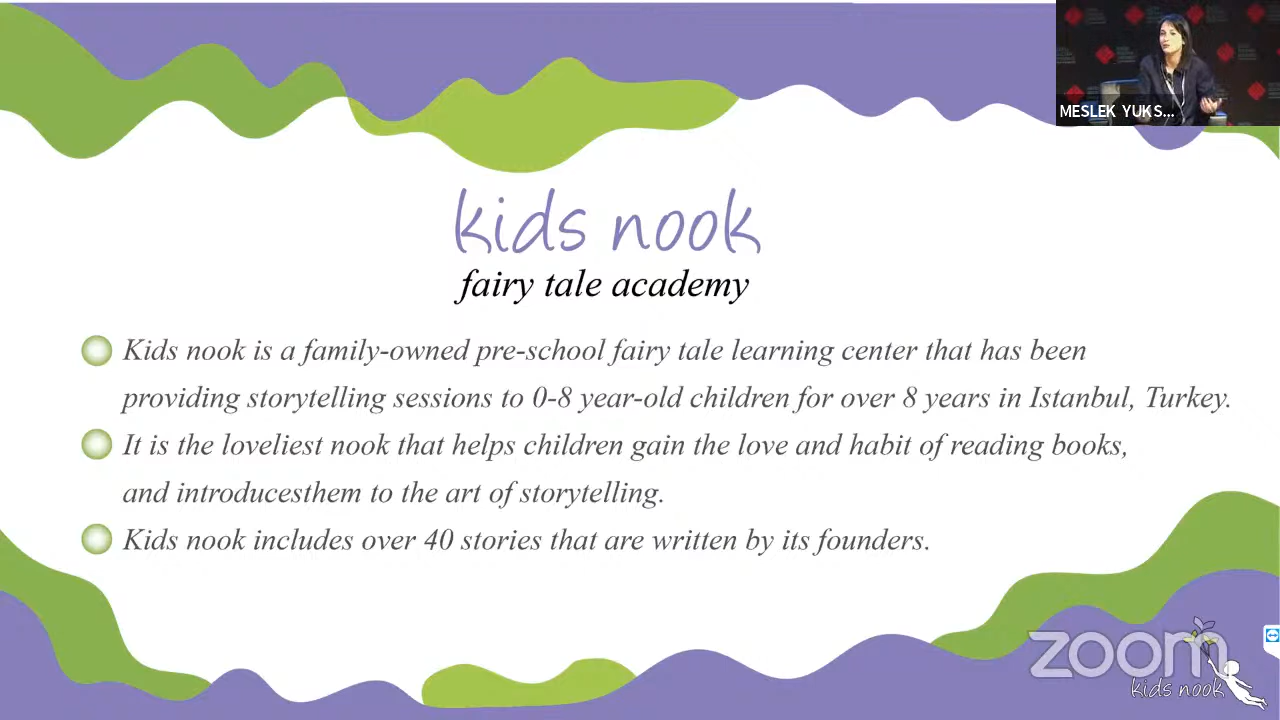 MESLEK YUKS...
kids nook
fairy tale academy
Kids nook is a family-owned pre-school fairy tale learning center that has been
providing storytelling sessions to 0-8 year-old children for over 8 years in Istanbul, Turkey.
It is the loveliest nook that helps children gain the love and habit of reading books,
and introducesthem to the art of storytelling.
Kids nook includes over 40 stories that are written by its founders.
zoom
kids nook